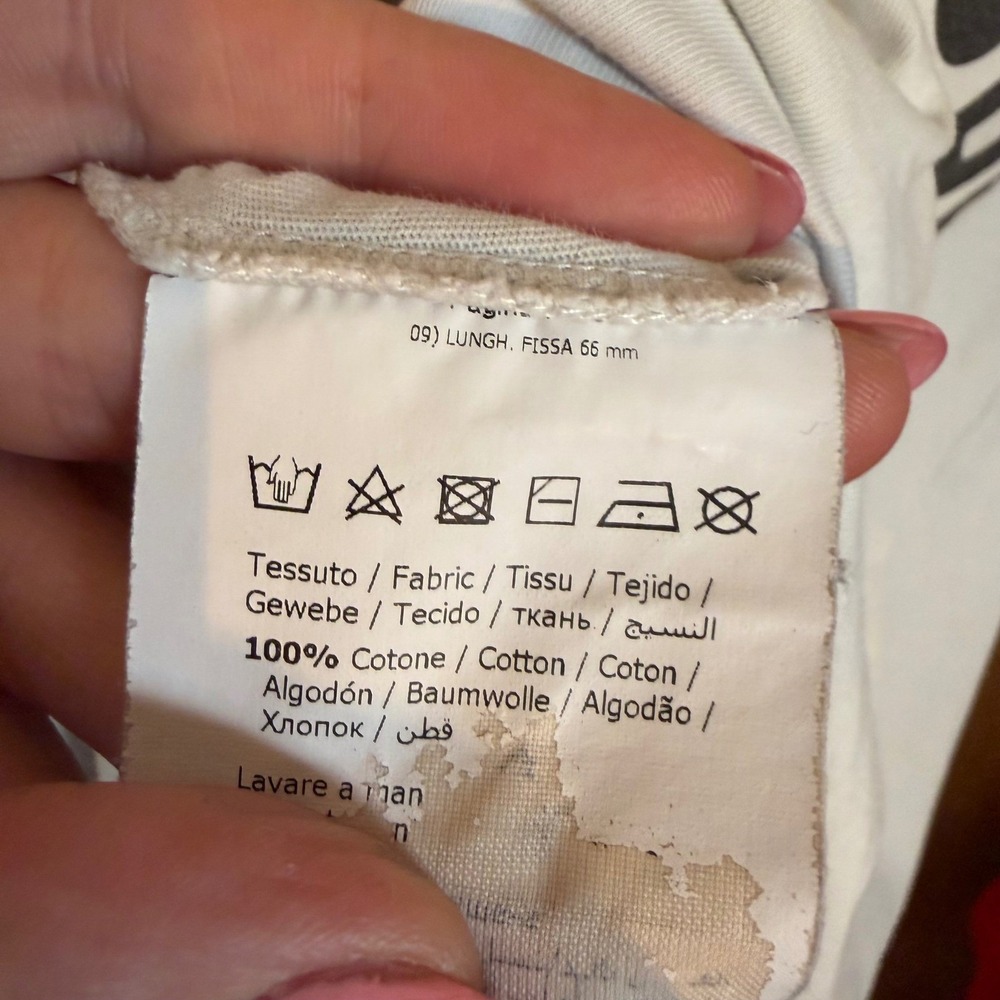 09) LUNGH. FISSA 66 mm
Tessuto / Fabric / Tissu / Tejido /
Gewebe / Tecido / ткань / النسيج
100% Cotone / Cotton / Coton /
Algodón / Baumwolle / Algodão /
Хлопок / قطن
Lavare a